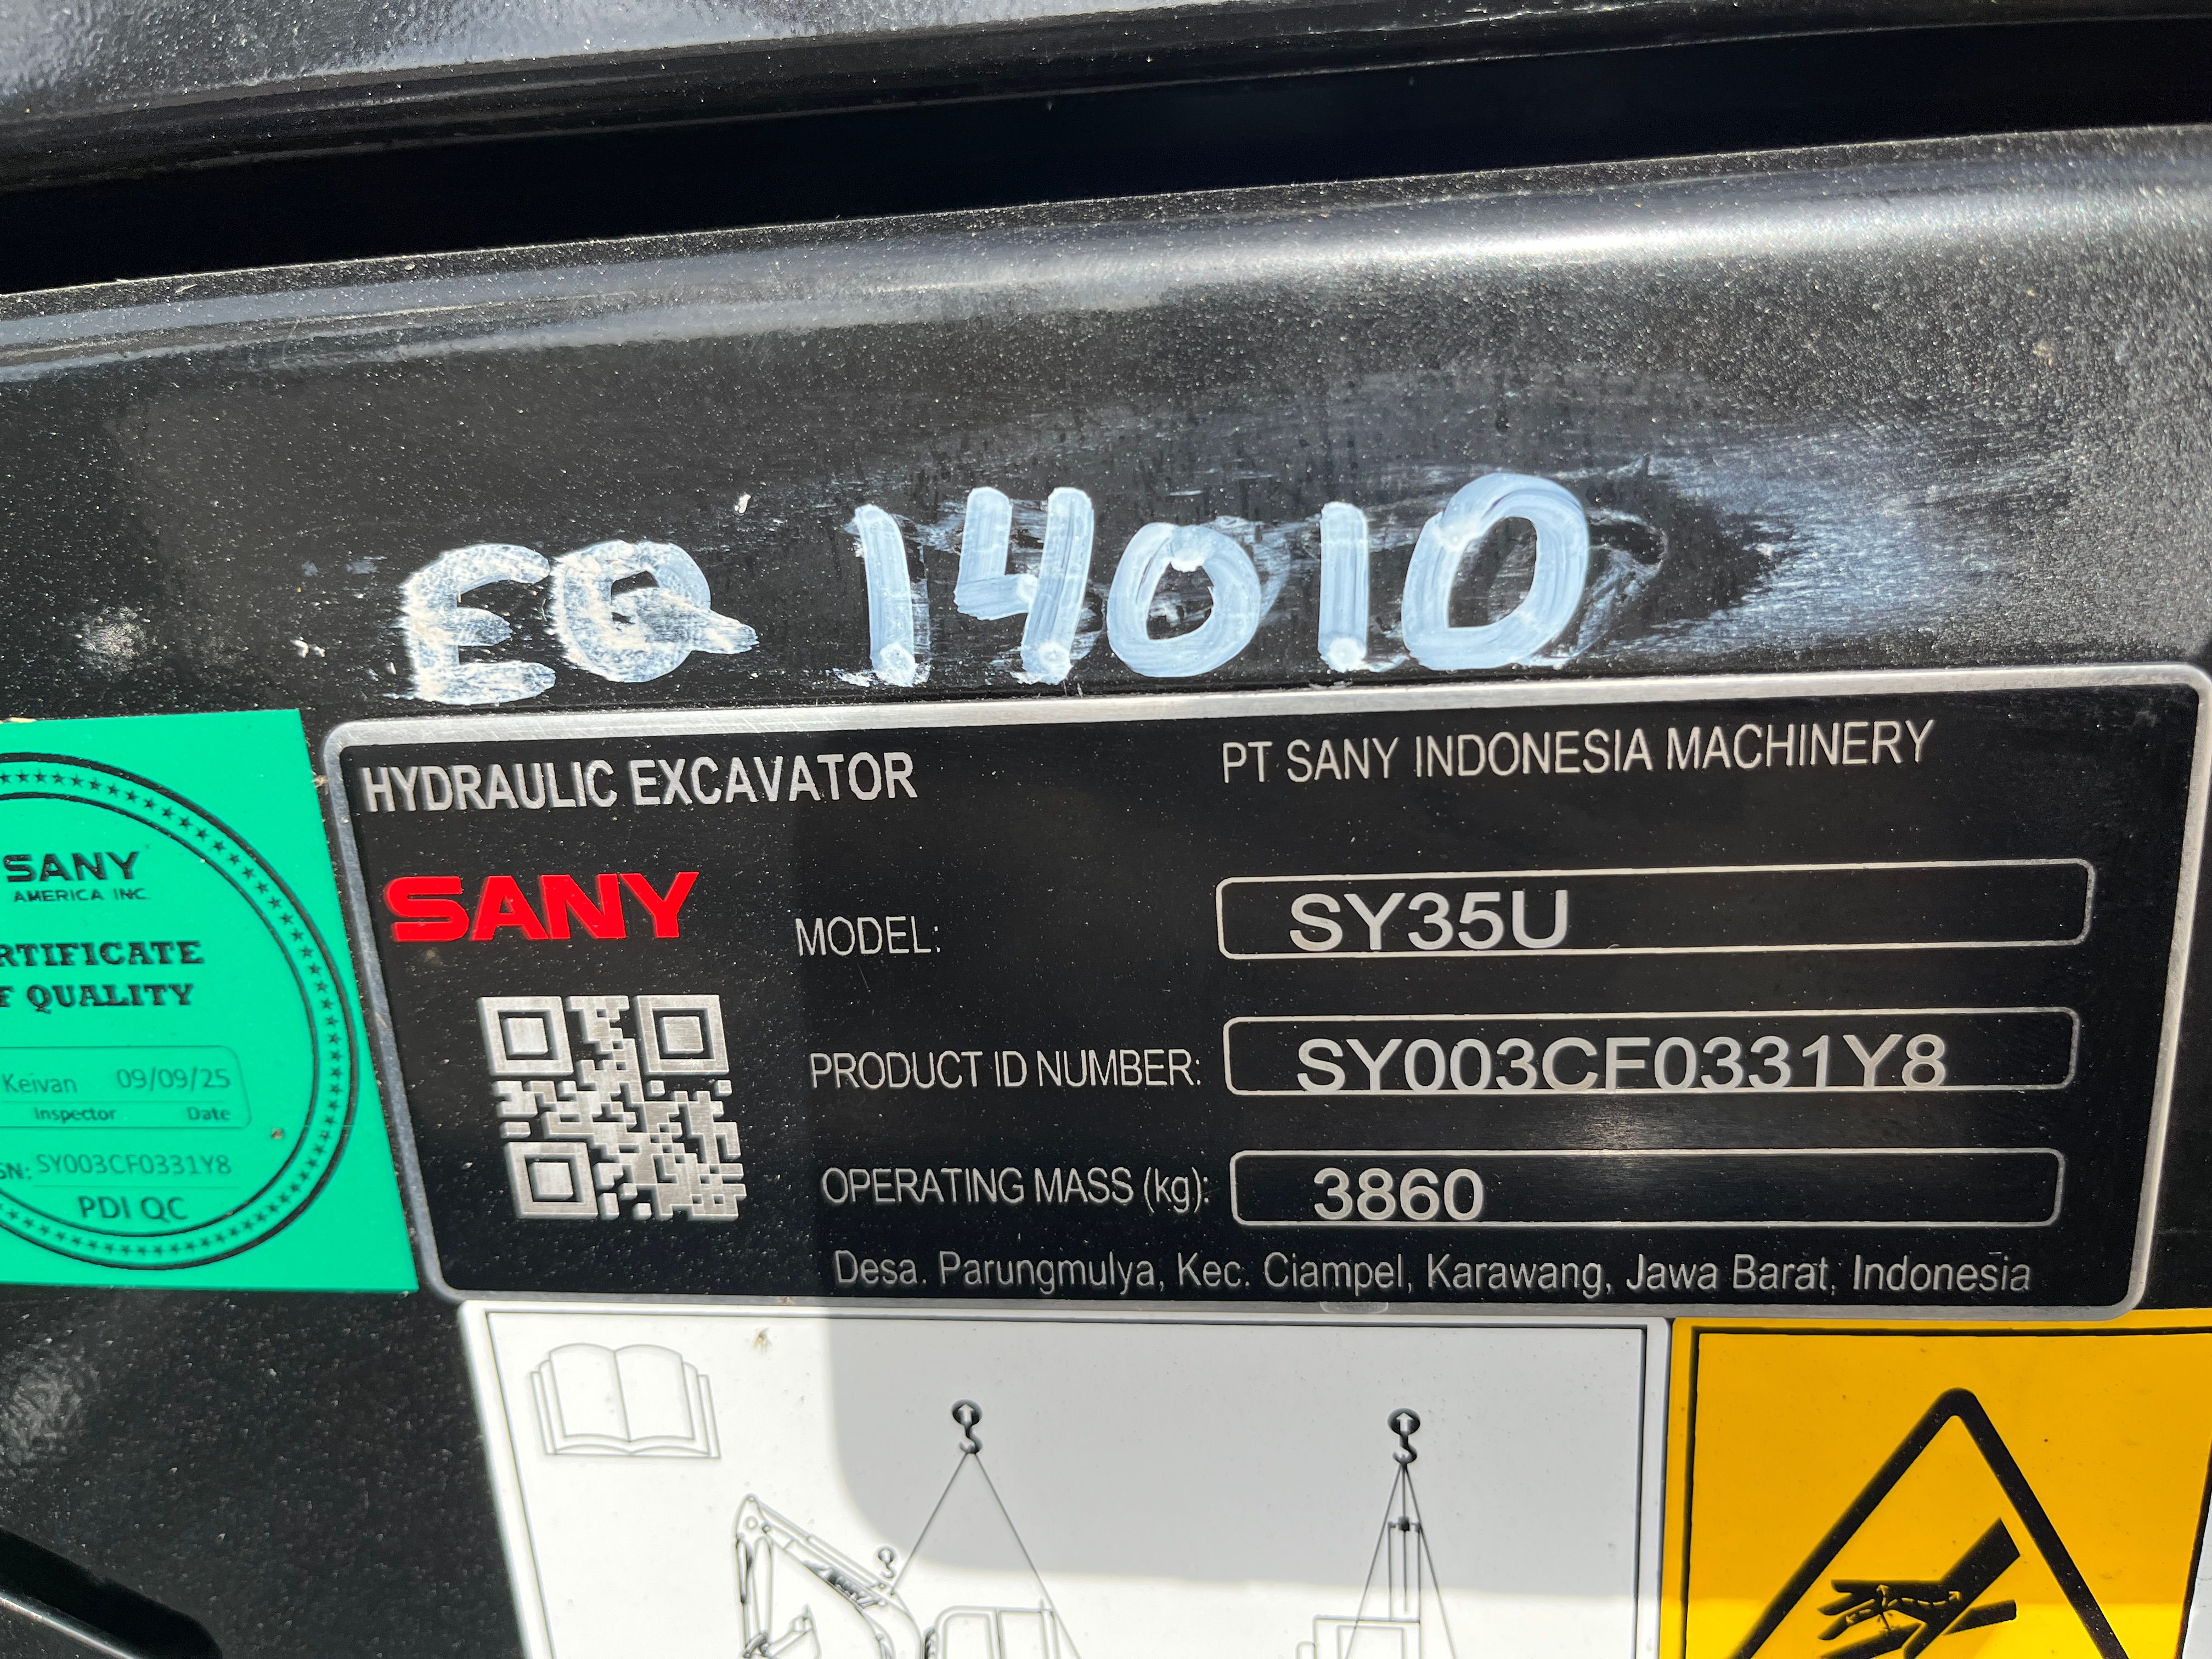 EQ 14010
HYDRAULIC EXCAVATOR
PT SANY INDONESIA MACHINERY
SANY
MODEL: SY35U
PRODUCT ID NUMBER: SY003CF0331Y8
OPERATING MASS (kg): 3860
Desa. Parungmulya, Kec. Ciampel, Karawang, Jawa Barat, Indonesia
SANY
AMERICA INC
RTIFICATE
F QUALITY
Keivan 09/09/25
Inspector Date
SN: SY003CF0331Y8
PDI QC